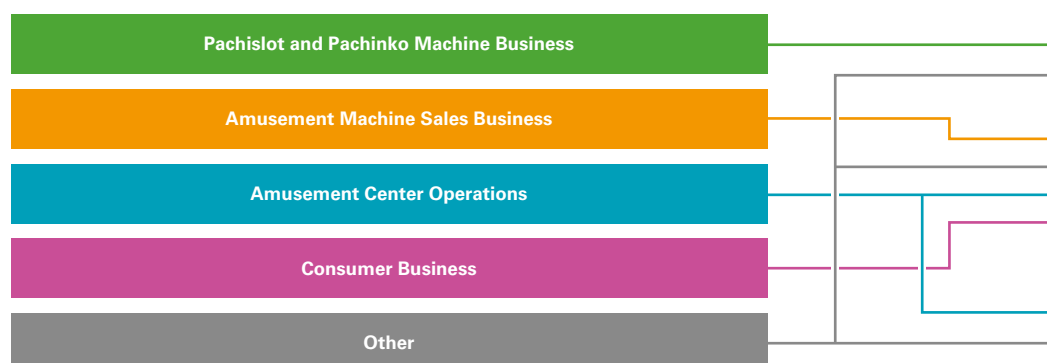 Pachislot and Pachinko Machine Business
Amusement Machine Sales Business
Amusement Center Operations
Consumer Business
Other